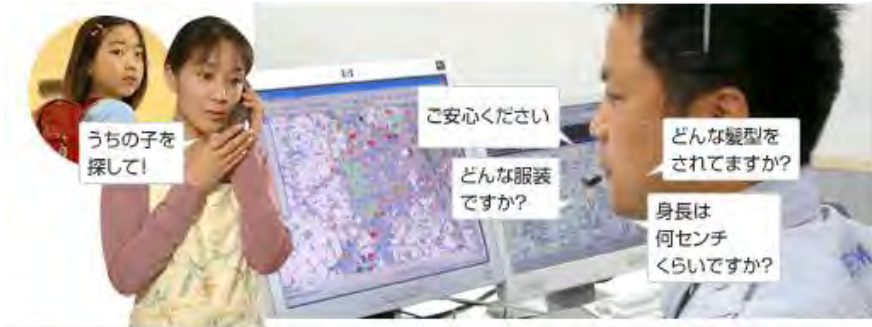 うちの子を
探して!
ご安心ください
どんな服装
ですか?
どんな髪型を
されてますか?
身長は
何センチ
くらいですか?